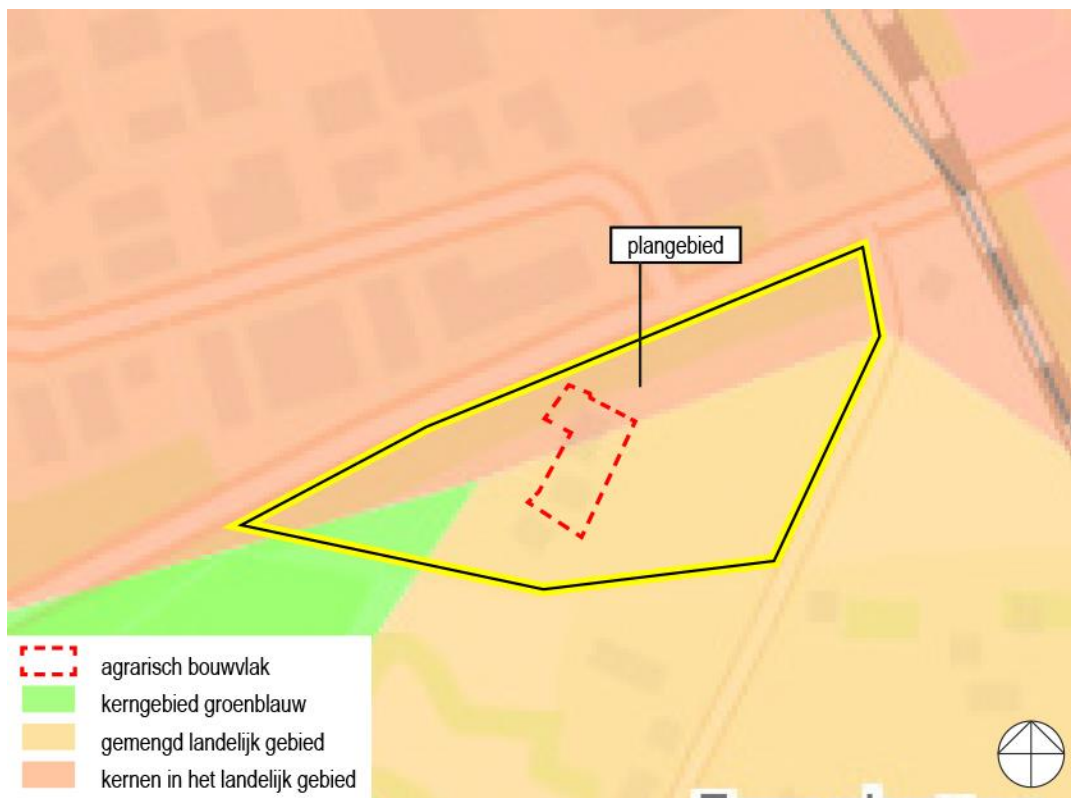 plangebied
agrarisch bouwvlak
kerngebied groenblauw
gemengd landelijk gebied
kernen in het landelijk gebied